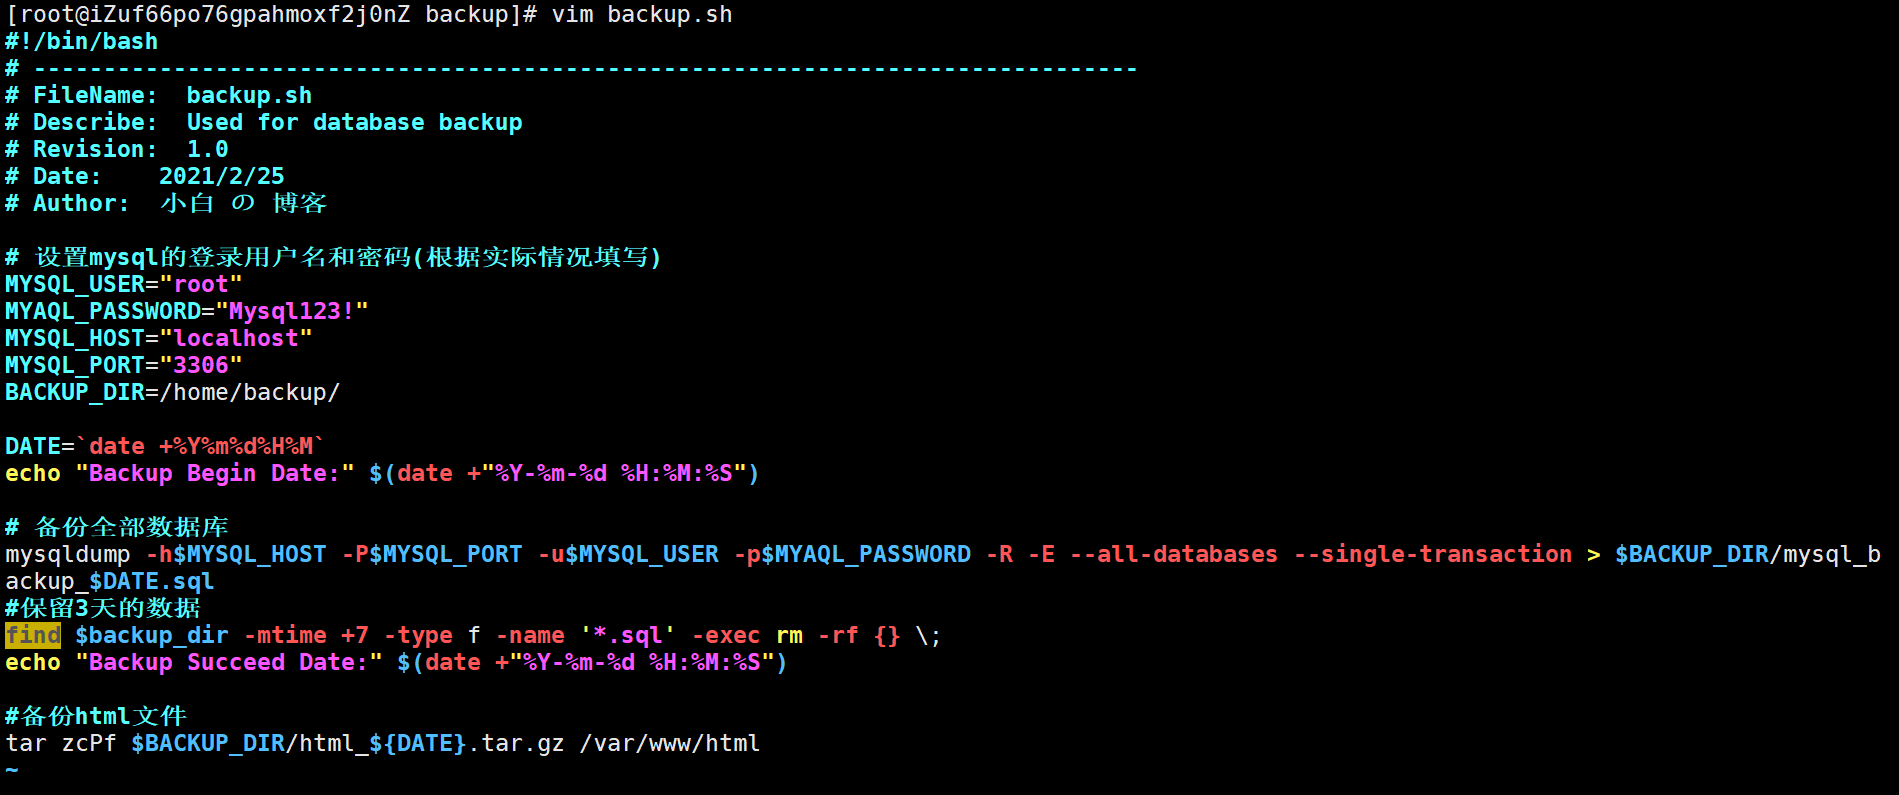 [root@iZuf66po76gpahmoxf2j0nZ backup]# vim backup.sh
#!/bin/bash
# -------------------------------------------------------------------------------
# FileName:  backup.sh
# Describe:  Used for database backup
# Revision:  1.0
# Date:    2021/2/25
# Author:  小白 の 博客
# 设置mysql的登录用户名和密码(根据实际情况填写)
MYSQL_USER="root"
MYAQL_PASSWORD="Mysql123!"
MYSQL_HOST="localhost"
MYSQL_PORT="3306"
BACKUP_DIR=/home/backup/
DATE=`date +%Y%m%d%H%M`
echo "Backup Begin Date:" $(date +"%Y-%m-%d %H:%M:%S")
# 备份全部数据库
mysqldump -h$MYSQL_HOST -P$MYSQL_PORT -u$MYSQL_USER -p$MYAQL_PASSWORD -R -E --all-databases --single-transaction > $BACKUP_DIR/mysql_b
ackup_$DATE.sql
#保留3天的数据
find $backup_dir -mtime +7 -type f -name '*.sql' -exec rm -rf {} \;
echo "Backup Succeed Date:" $(date +"%Y-%m-%d %H:%M:%S")
#备份html文件
tar zcPf $BACKUP_DIR/html_${DATE}.tar.gz /var/www/html
~